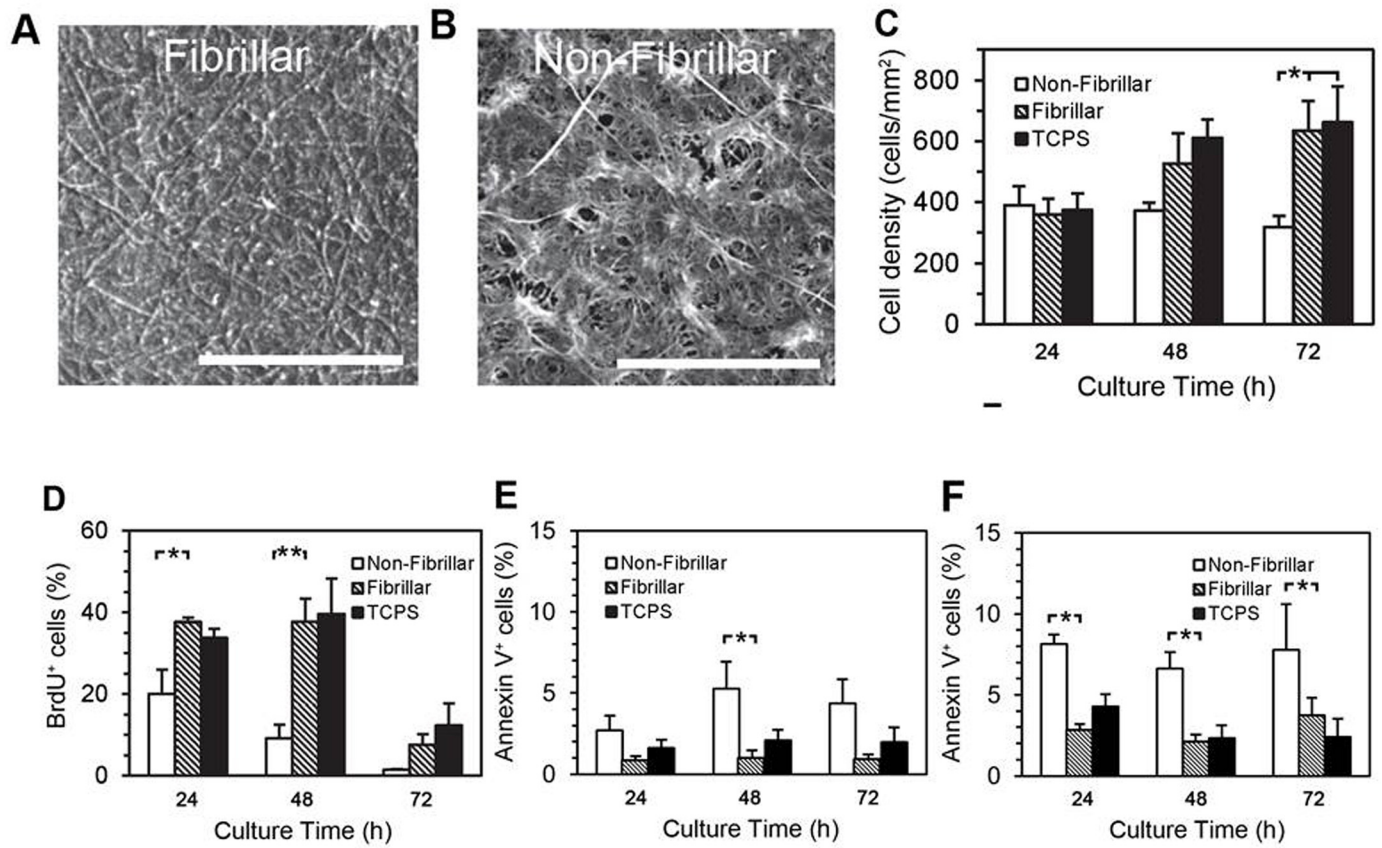 A
Fibrillar
B
Non-Fibrillar
C
Cell density (cells/mm²)
800
600
400
200
0
Non-Fibrillar
Fibrillar
TCPS
*
24 48 72
Culture Time (h)
D
BrdU⁺ cells (%)
60
40
20
0
* **
Non-Fibrillar
Fibrillar
TCPS
24 48 72
Culture Time (h)
E
Annexin V⁺ cells (%)
15
10
5
0
Non-Fibrillar
Fibrillar
TCPS
*
24 48 72
Culture Time (h)
F
Annexin V⁺ cells (%)
15
10
5
0
Non-Fibrillar
Fibrillar
TCPS
* * *
24 48 72
Culture Time (h)